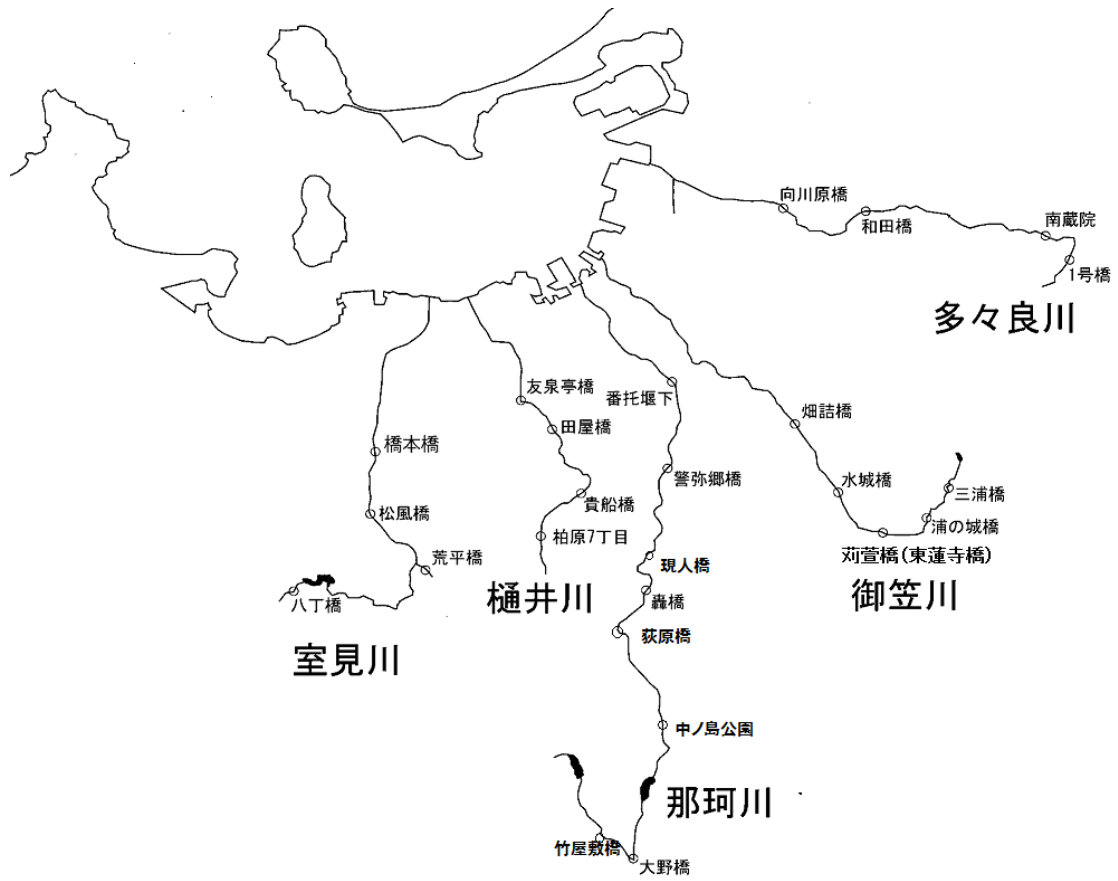 向川原橋
和田橋
南蔵院
1号橋
多々良川
友泉亭橋
番托堰下
田屋橋
畑詰橋
橋本橋
警弥郷橋
水城橋
三浦橋
貴船橋
松風橋
浦の城橋
柏原7丁目
荒平橋
現人橋
苅萱橋(東蓮寺橋)
八丁橋
樋井川
轟橋
御笠川
荻原橋
室見川
中ノ島公園
那珂川
竹屋敷橋
大野橋